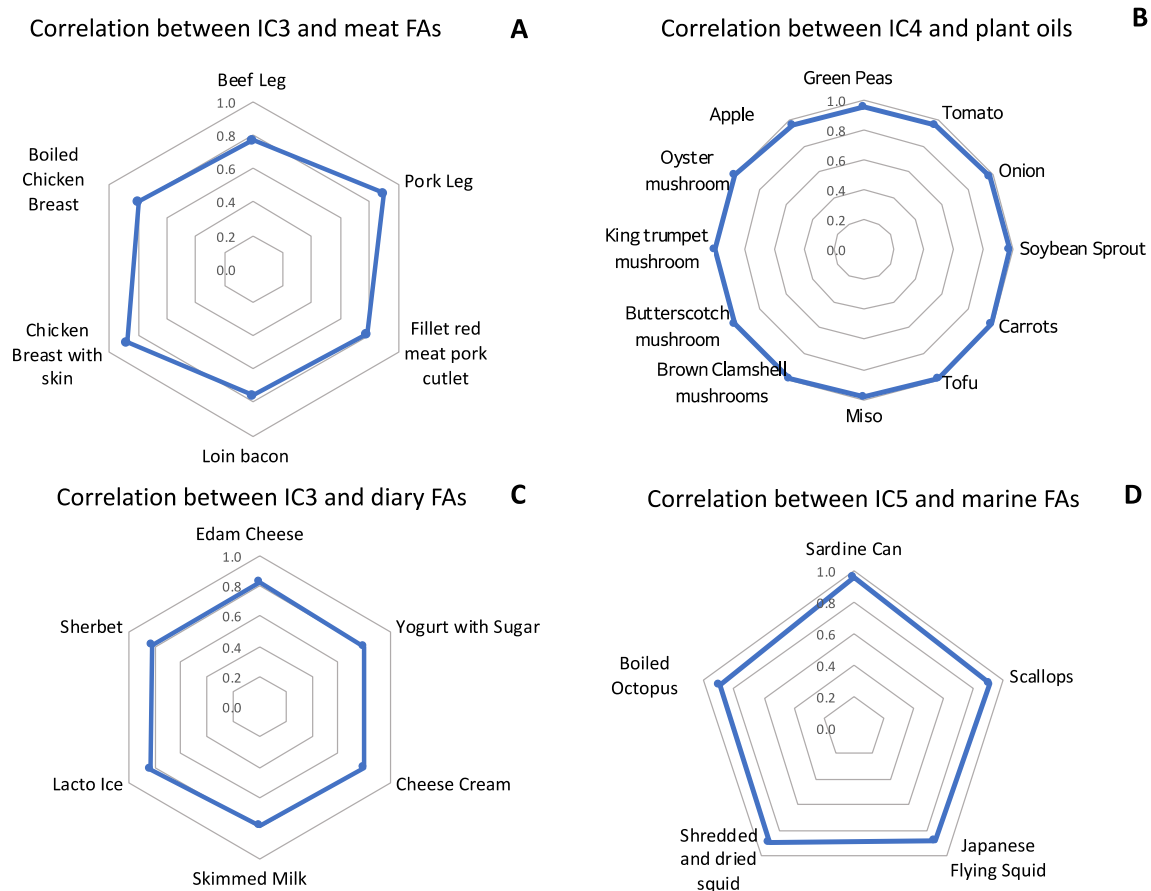 Correlation between IC3 and meat FAs
A
Beef Leg
1.0
0.8
0.6
0.4
0.2
0.0
Pork Leg
Fillet red
meat pork
cutlet
Loin bacon
Chicken
Breast with
skin
Boiled
Chicken
Breast
Correlation between IC4 and plant oils
B
Green Peas
1.0
0.8
0.6
0.4
0.2
0.0
Tomato
Onion
Soybean Sprout
Carrots
Tofu
Miso
Brown Clamshell
mushrooms
Butterscotch
mushroom
King trumpet
mushroom
Oyster
mushroom
Apple
Correlation between IC3 and diary FAs
C
Edam Cheese
1.0
0.8
0.6
0.4
0.2
0.0
Yogurt with Sugar
Cheese Cream
Skimmed Milk
Lacto Ice
Sherbet
Correlation between IC5 and marine FAs
D
Sardine Can
1.0
0.8
0.6
0.4
0.2
0.0
Scallops
Japanese
Flying Squid
Shredded
and dried
squid
Boiled
Octopus